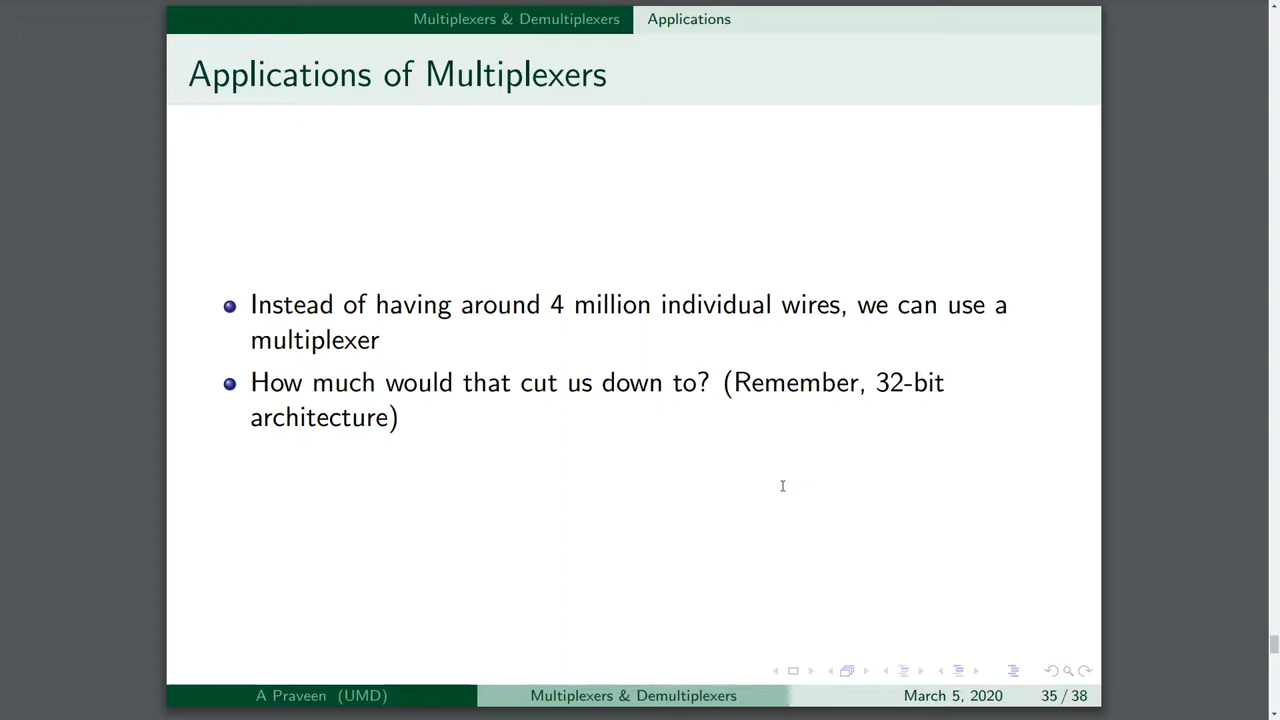 Multiplexers & Demultiplexers Applications
Applications of Multiplexers
Instead of having around 4 million individual wires, we can use a
multiplexer
How much would that cut us down to? (Remember, 32-bit
architecture)
A Praveen (UMD) Multiplexers & Demultiplexers March 5, 2020 35 / 38